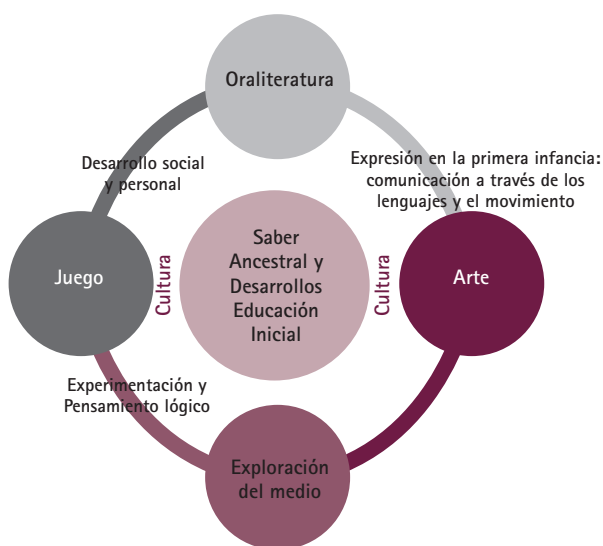 Oraliteratura
Desarrollo social
y personal
Expresión en la primera infancia:
comunicación a través de los
lenguajes y el movimiento
Juego
Cultura
Saber
Ancestral y
Desarrollos
Educación
Inicial
Cultura
Arte
Experimentación y
Pensamiento lógico
Exploración
del medio